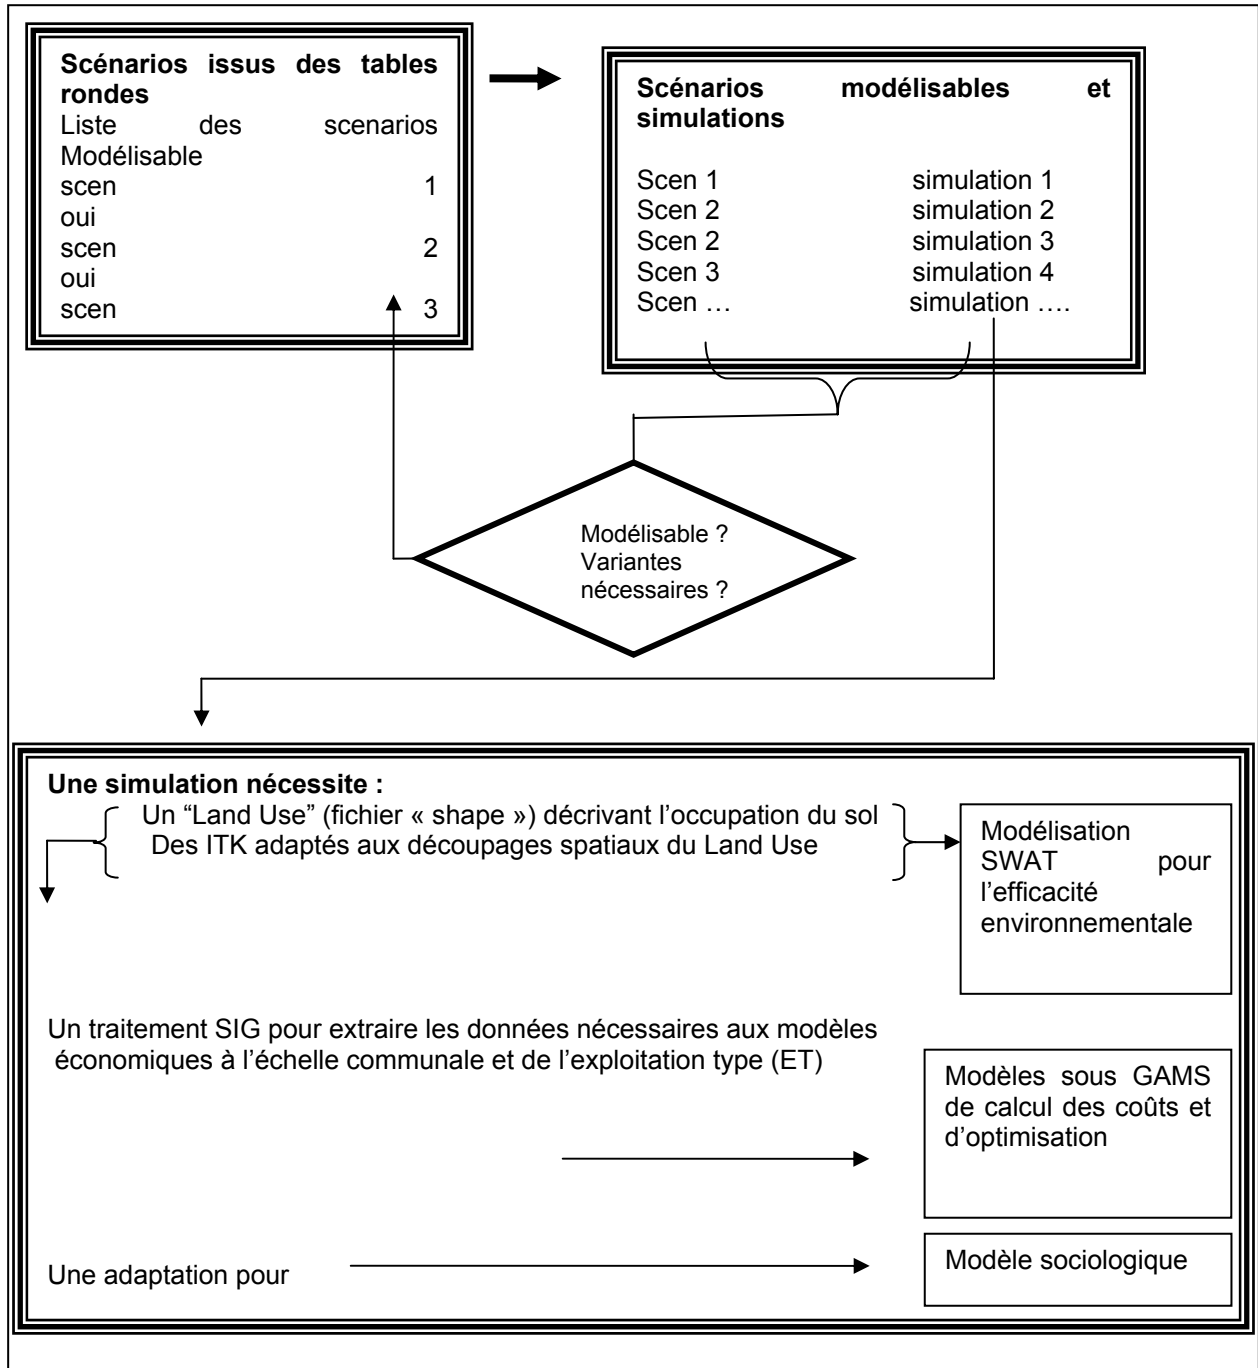 Scénarios issus des tables
rondes
Liste des scenarios
Modélisable
scen 1
oui
scen 2
oui
scen 3
Scénarios modélisables et
simulations
Scen 1 simulation 1
Scen 2 simulation 2
Scen 2 simulation 3
Scen 3 simulation 4
Scen … simulation ….
Modélisable ?
Variantes
nécessaires ?
Une simulation nécessite :
Un “Land Use” (fichier « shape ») décrivant l’occupation du sol
Des ITK adaptés aux découpages spatiaux du Land Use
Modélisation
SWAT pour
l’efficacité
environnementale
Un traitement SIG pour extraire les données nécessaires aux modèles
économiques à l’échelle communale et de l’exploitation type (ET)
Modèles sous GAMS
de calcul des coûts et
d’optimisation
Une adaptation pour
Modèle sociologique